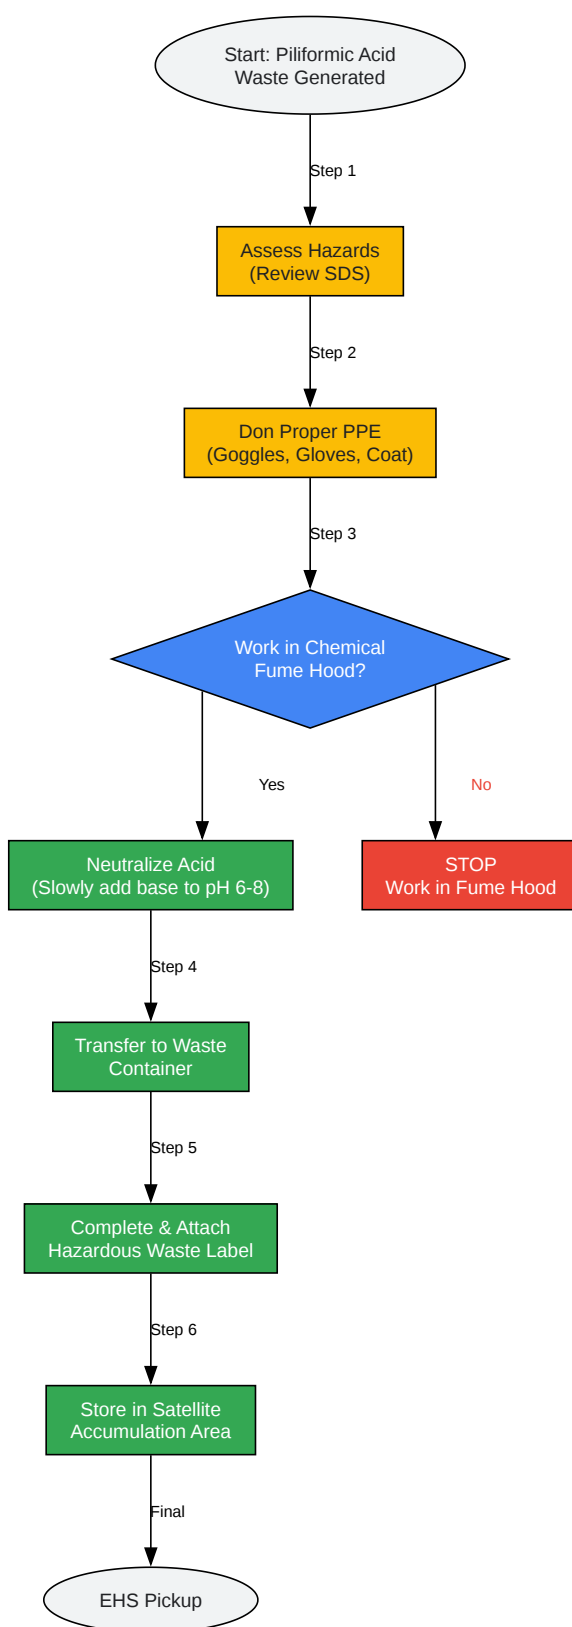 Start: Piliformic Acid
Waste Generated
Step 1
Assess Hazards
(Review SDS)
Step 2
Don Proper PPE
(Goggles, Gloves, Coat)
Step 3
Work in Chemical
Fume Hood?
Yes
No
Neutralize Acid
(Slowly add base to pH 6-8)
STOP
Work in Fume Hood
Step 4
Transfer to Waste
Container
Step 5
Complete & Attach
Hazardous Waste Label
Step 6
Store in Satellite
Accumulation Area
Final
EHS Pickup